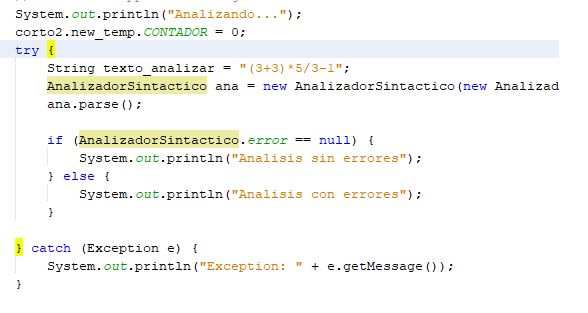 System.out.println("Analizando...");
corto2.new_temp.CONTADOR = 0;
try {
String texto_analizar = "(3+3)*5/3-1";
AnalizadorSintactico ana = new AnalizadorSintactico(new Analizad
ana.parse();
if (AnalizadorSintactico.error == null) {
System.out.println("Analisis sin errores");
} else {
System.out.println("Analisis con errores");
}
} catch (Exception e) {
System.out.println("Exception: " + e.getMessage());
}